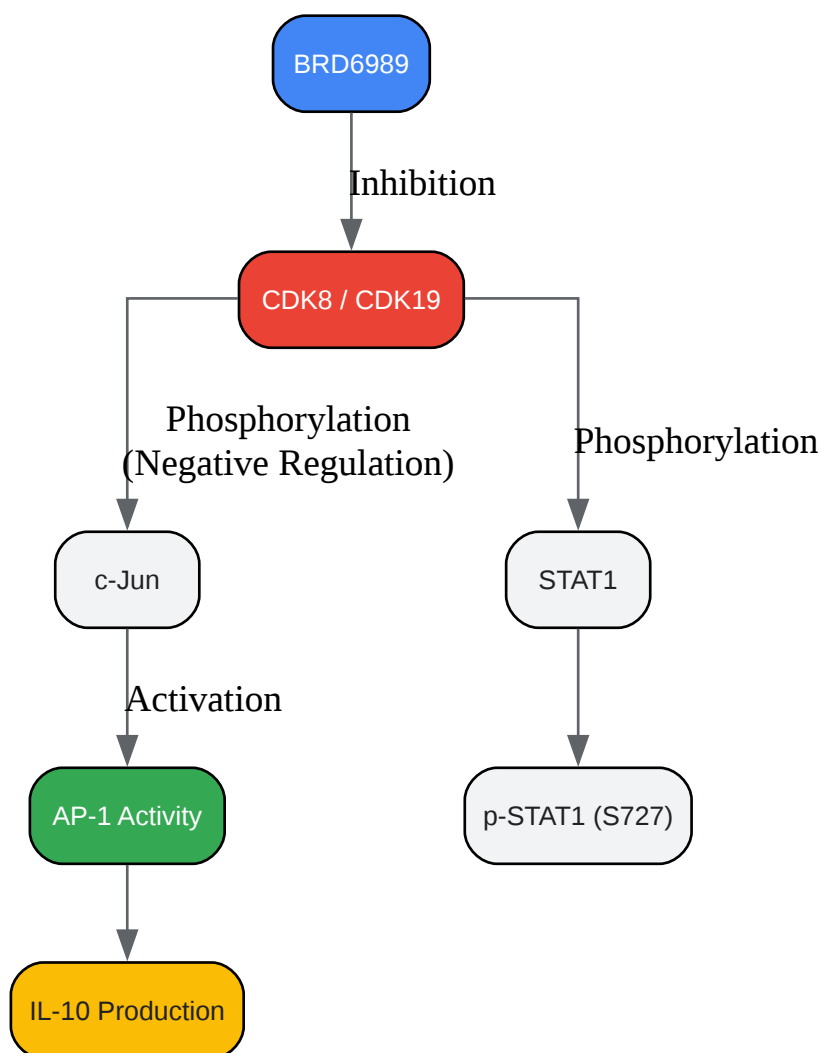 BRD6989
Inhibition
CDK8 / CDK19
Phosphorylation
(Negative Regulation)
Phosphorylation
c-Jun
STAT1
Activation
AP-1 Activity
p-STAT1 (S727)
IL-10 Production